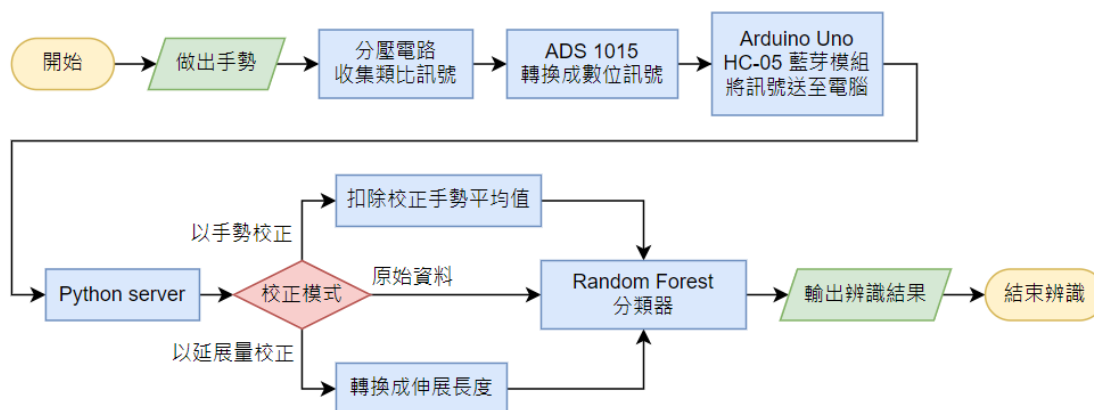 開始
做出手勢
分壓電路
收集類比訊號
ADS 1015
轉換成數位訊號
Arduino Uno
HC-05 藍芽模組
將訊號送至電腦
Python server
校正模式
以手勢校正
扣除校正手勢平均值
原始資料
以延展量校正
轉換成伸展長度
Random Forest
分類器
輸出辨識結果
結束辨識